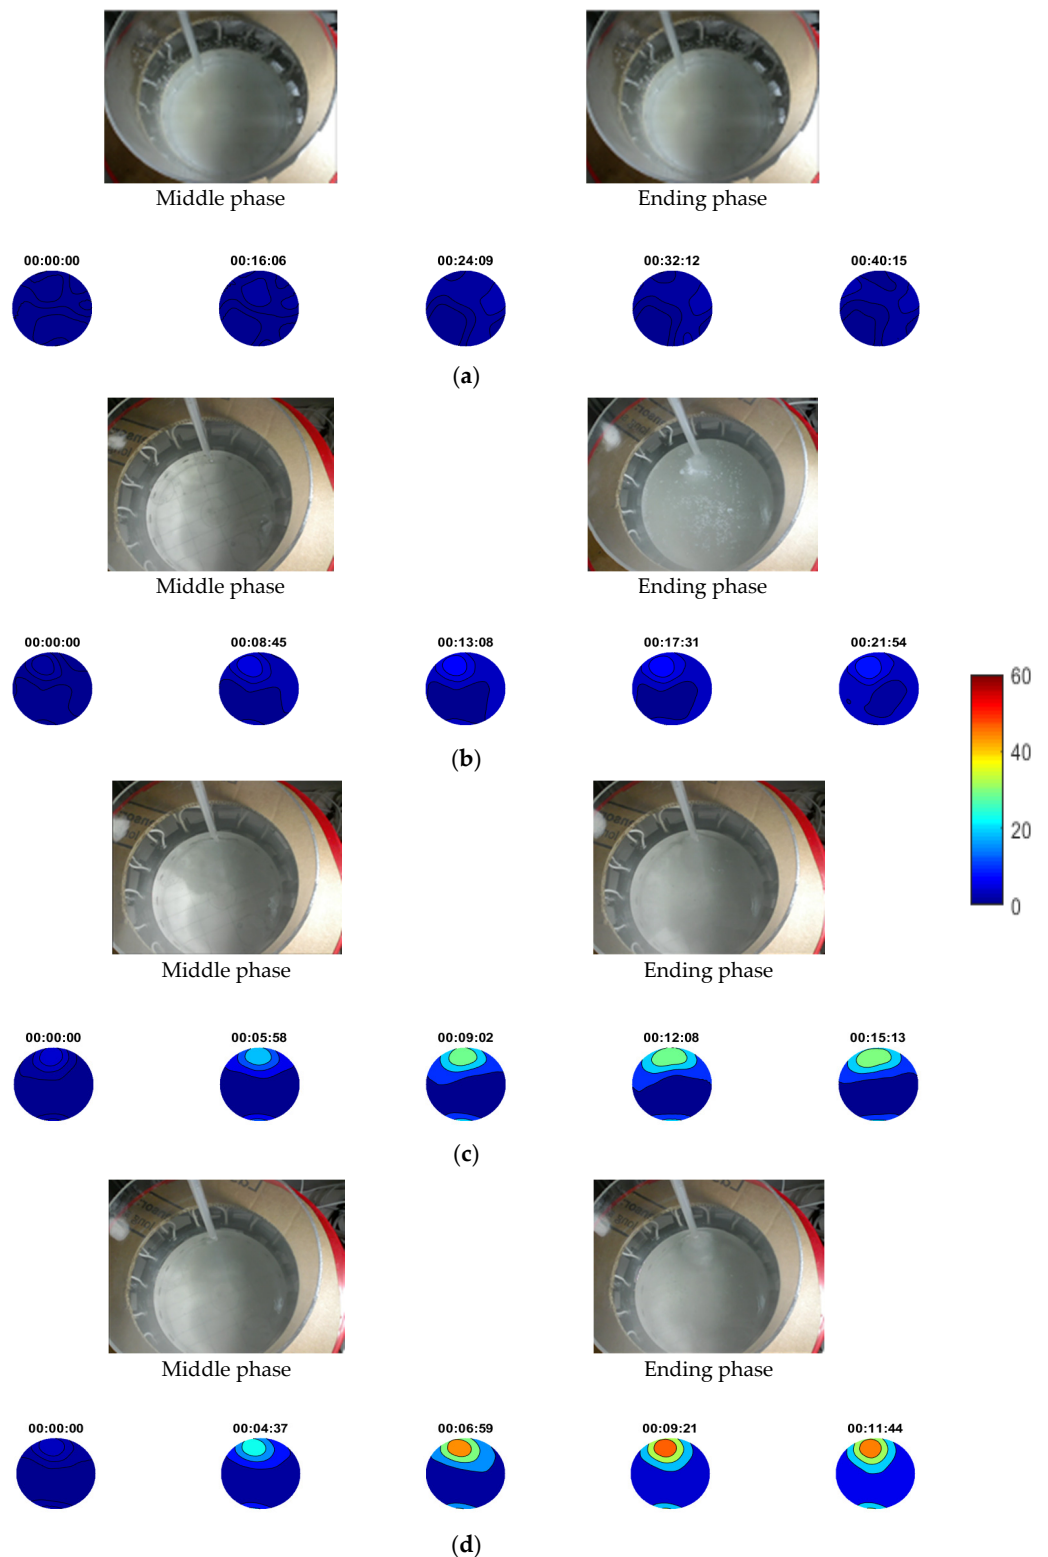 Middle phase Ending phase
00:00:00 00:16:06 00:24:09 00:32:12 00:40:15
(a)
Middle phase Ending phase
00:00:00 00:08:45 00:13:08 00:17:31 00:21:54
(b)
60
40
20
0
Middle phase Ending phase
00:00:00 00:05:58 00:09:02 00:12:08 00:15:13
(c)
Middle phase Ending phase
00:00:00 00:04:37 00:06:59 00:09:21 00:11:44
(d)